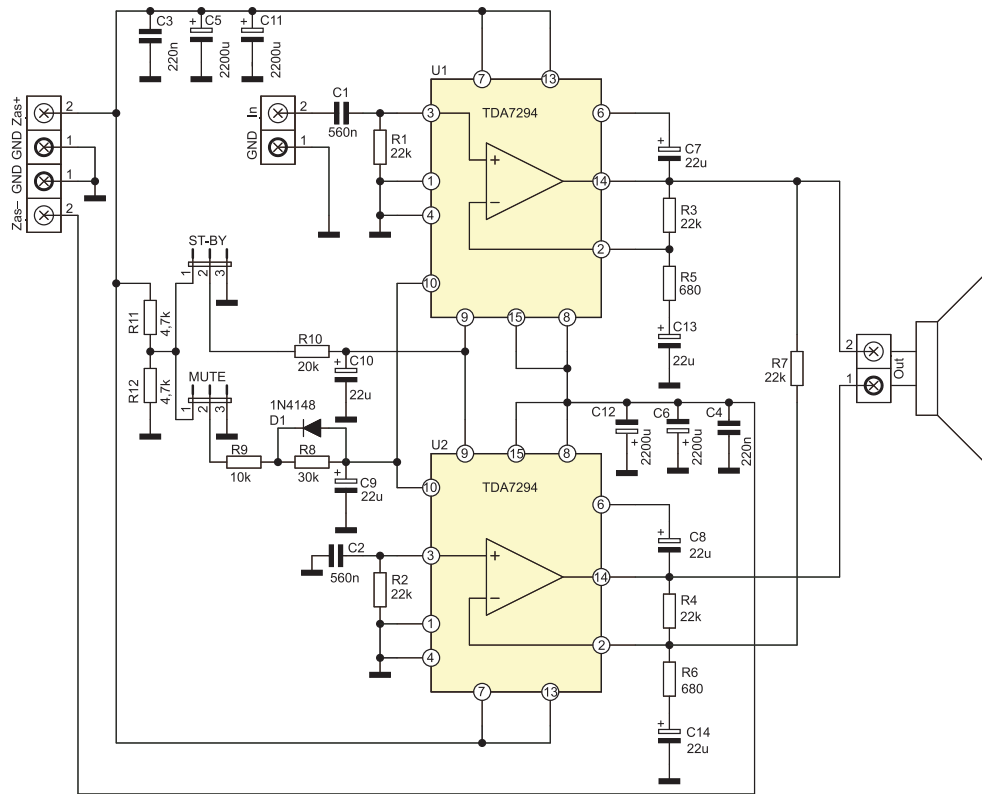 C3
220n
+
C5
2200u
+
C11
2200u
Zas+
GND
GND
Zas–
2
1
1
2
In
GND
2
1
C1
560n
R1
22k
U1
TDA7294
7
13
3
1
4
10
9
15
8
6
14
2
+
–
+
C7
22u
R3
22k
R5
680
+
C13
22u
R7
22k
2
1
Out
ST-BY
1
2
3
R11
4,7k
R12
4,7k
MUTE
1
2
3
R10
20k
+
C10
22u
1N4148
D1
R9
10k
R8
30k
+
C9
22u
C12
+
2200u
C6
+
2200u
C4
220n
U2
TDA7294
9
15
8
10
3
1
4
7
13
6
14
2
+
–
C2
560n
R2
22k
+
C8
22u
R4
22k
R6
680
+
C14
22u